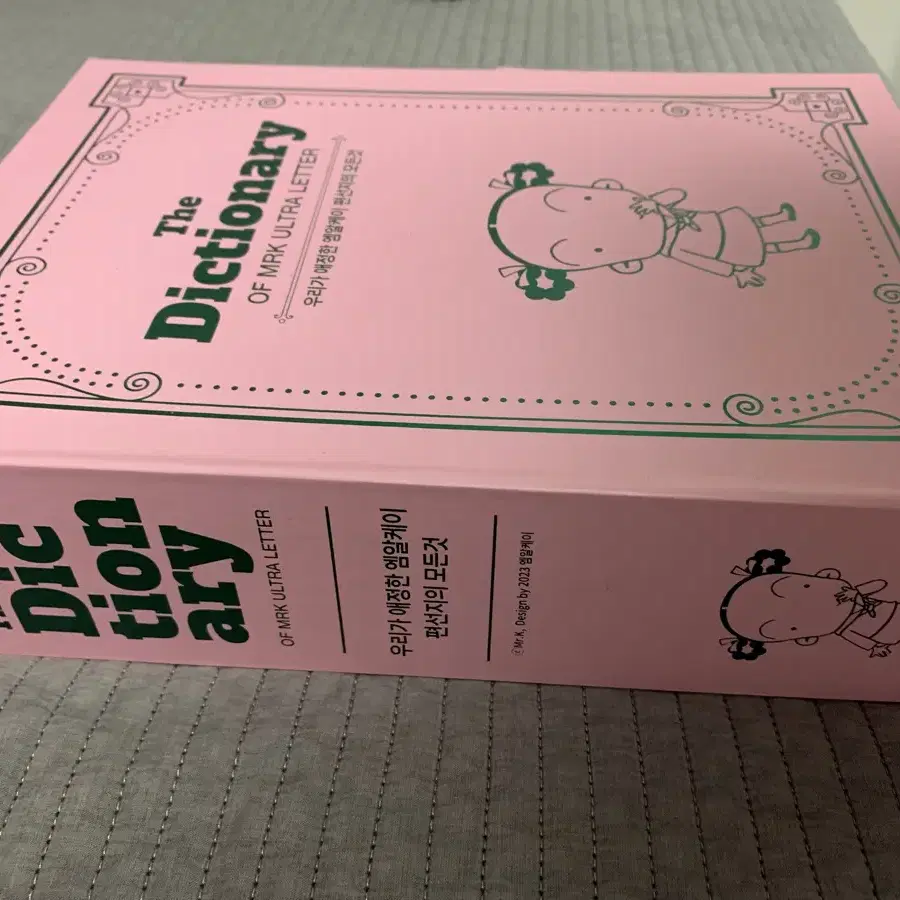 The
Dictionary
OF MRK ULTRA LETTER
우리가 애정한 엠알케이 편선지의 모든것
Dic
tion
ary
OF MRK ULTRA LETTER
우리가 애정한 엠알케이
편선지의 모든것
ⓒMr.K, Design by 2023 엠알케이